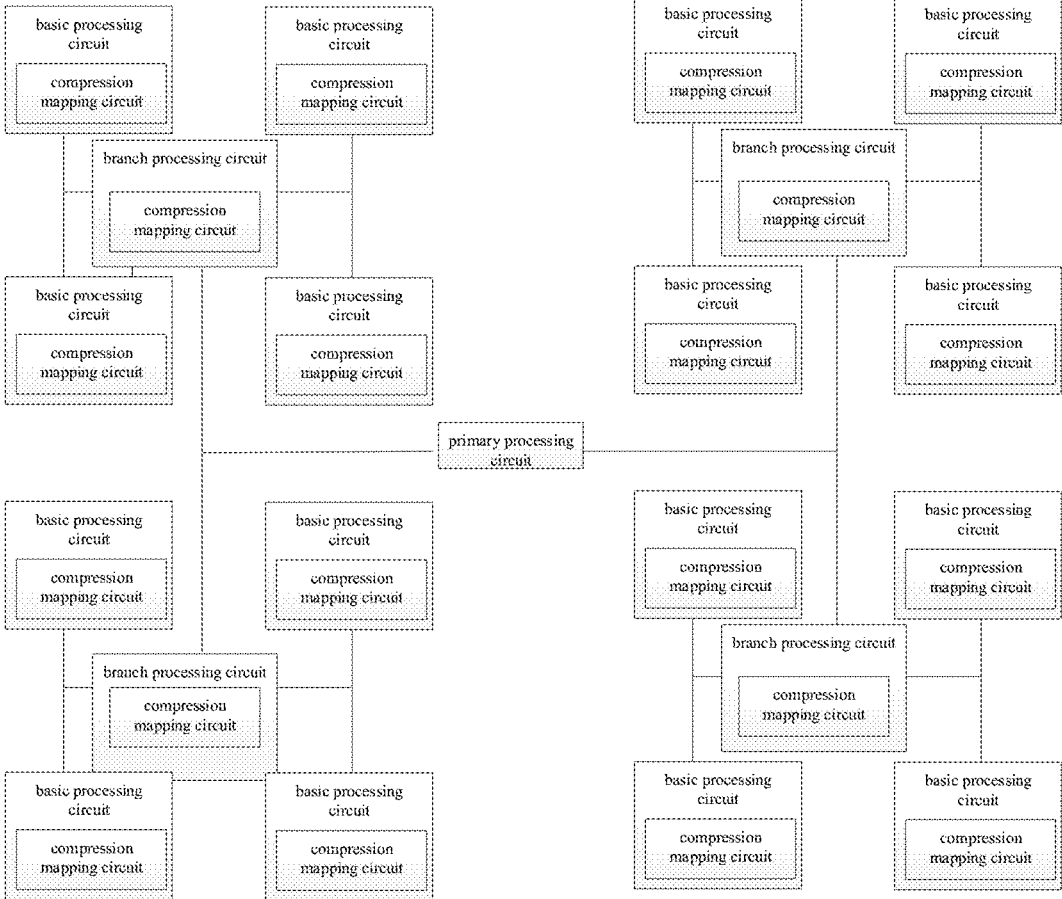 basic processing
circuit
compression
mapping circuit
basic processing
circuit
compression
mapping circuit
basic processing
circuit
compression
mapping circuit
basic processing
circuit
compression
mapping circuit
branch processing circuit
compression
mapping circuit
branch processing circuit
compression
mapping circuit
basic processing
circuit
compression
mapping circuit
basic processing
circuit
compression
mapping circuit
basic processing
circuit
compression
mapping circuit
basic processing
circuit
compression
mapping circuit
primary processing
circuit
basic processing
circuit
compression
mapping circuit
basic processing
circuit
compression
mapping circuit
basic processing
circuit
compression
mapping circuit
basic processing
circuit
compression
mapping circuit
branch processing circuit
compression
mapping circuit
branch processing circuit
compression
mapping circuit
basic processing
circuit
compression
mapping circuit
basic processing
circuit
compression
mapping circuit
basic processing
circuit
compression
mapping circuit
basic processing
circuit
compression
mapping circuit